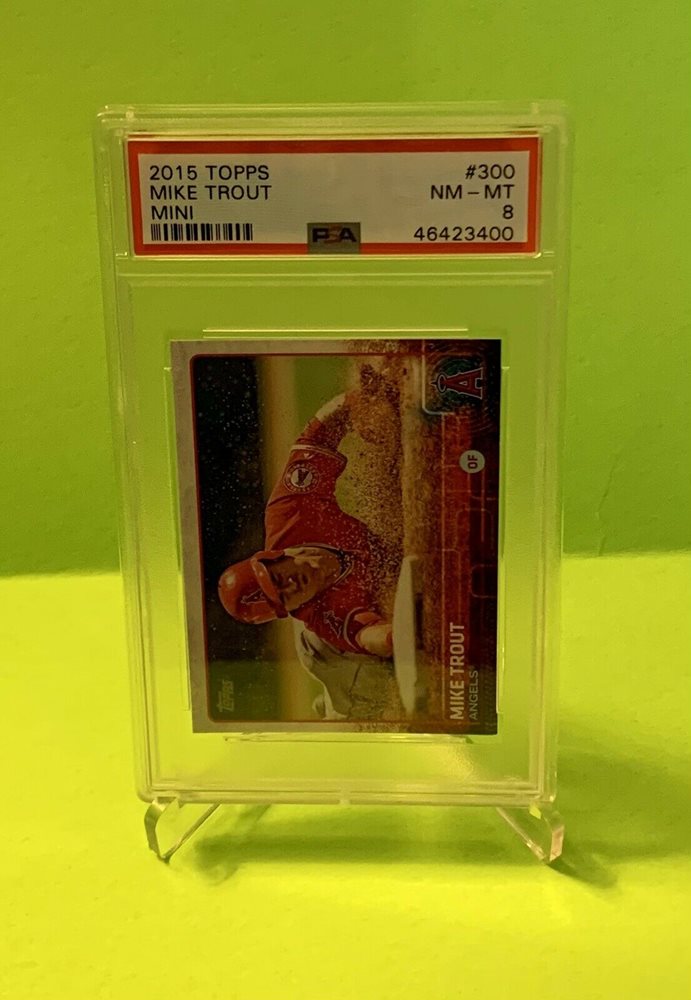 2015 TOPPS #300
MIKE TROUT NM-MT
MINI 8
PSA 46423400
A
OF
A
A
MIKE TROUT
ANGELS
TOPPS